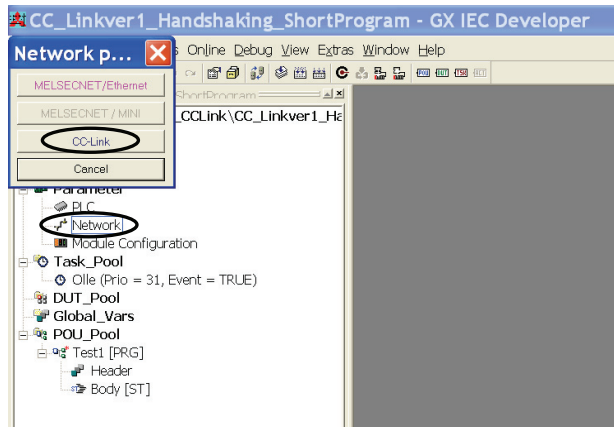 CC_Linkver1_Handshaking_ShortProgram - GX IEC Developer
Network p...
Online Debug View Extras Window Help
MELSECNET/Ethernet
ShortProgram
MELSECNET / MINI
_CCLink\CC_Linkver1_Ha
CC-Link
Cancel
Parameter
PLC
Network
Module Configuration
Task_Pool
Olle (Prio = 31, Event = TRUE)
DUT_Pool
Global_Vars
POU_Pool
Test1 [PRG]
Header
Body [ST]